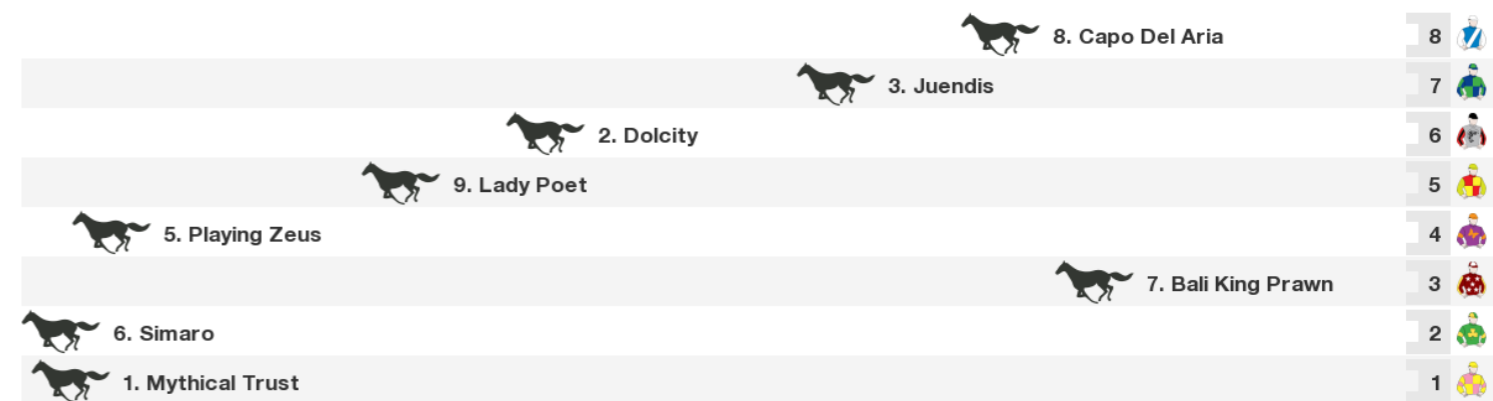 8. Capo Del Aria 8
3. Juendis 7
2. Dolcity 6
9. Lady Poet 5
5. Playing Zeus 4
7. Bali King Prawn 3
6. Simaro 2
1. Mythical Trust 1